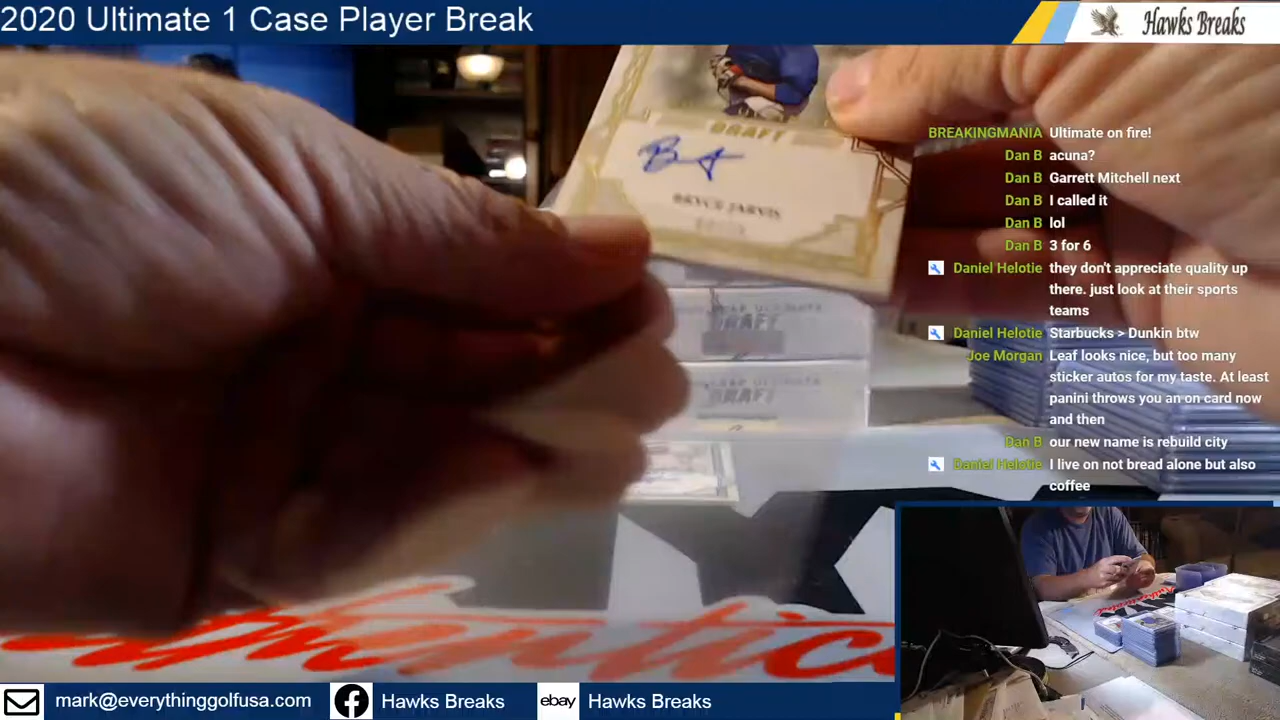 2020 Ultimate 1 Case Player Break
Hawks Breaks
DRAFT
BRYCE JARVIS
BREAKINGMANIA Ultimate on fire!
Dan B acuna?
Dan B Garrett Mitchell next
Dan B I called it
Dan B lol
Dan B 3 for 6
Daniel Helotie they don't appreciate quality up
there. just look at their sports
teams
Daniel Helotie Starbucks > Dunkin btw
Joe Morgan Leaf looks nice, but too many
sticker autos for my taste. At least
panini throws you an on card now
and then
Dan B our new name is rebuild city
Daniel Helotie I live on not bread alone but also
coffee
LEAF ULTIMATE
DRAFT
LEAF ULTIMATE
DRAFT
mark@everythinggolfusa.com
Hawks Breaks
ebay Hawks Breaks